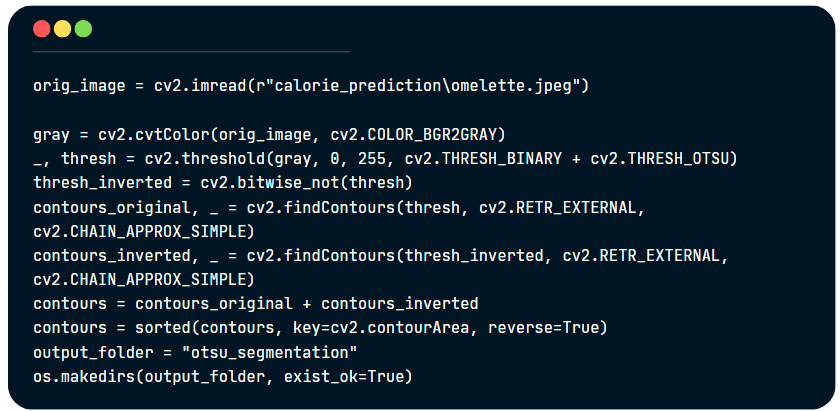 orig_image = cv2.imread(r"calorie_prediction\omelette.jpeg")
gray = cv2.cvtColor(orig_image, cv2.COLOR_BGR2GRAY)
_, thresh = cv2.threshold(gray, 0, 255, cv2.THRESH_BINARY + cv2.THRESH_OTSU)
thresh_inverted = cv2.bitwise_not(thresh)
contours_original, _ = cv2.findContours(thresh, cv2.RETR_EXTERNAL,
cv2.CHAIN_APPROX_SIMPLE)
contours_inverted, _ = cv2.findContours(thresh_inverted, cv2.RETR_EXTERNAL,
cv2.CHAIN_APPROX_SIMPLE)
contours = contours_original + contours_inverted
contours = sorted(contours, key=cv2.contourArea, reverse=True)
output_folder = "otsu_segmentation"
os.makedirs(output_folder, exist_ok=True)